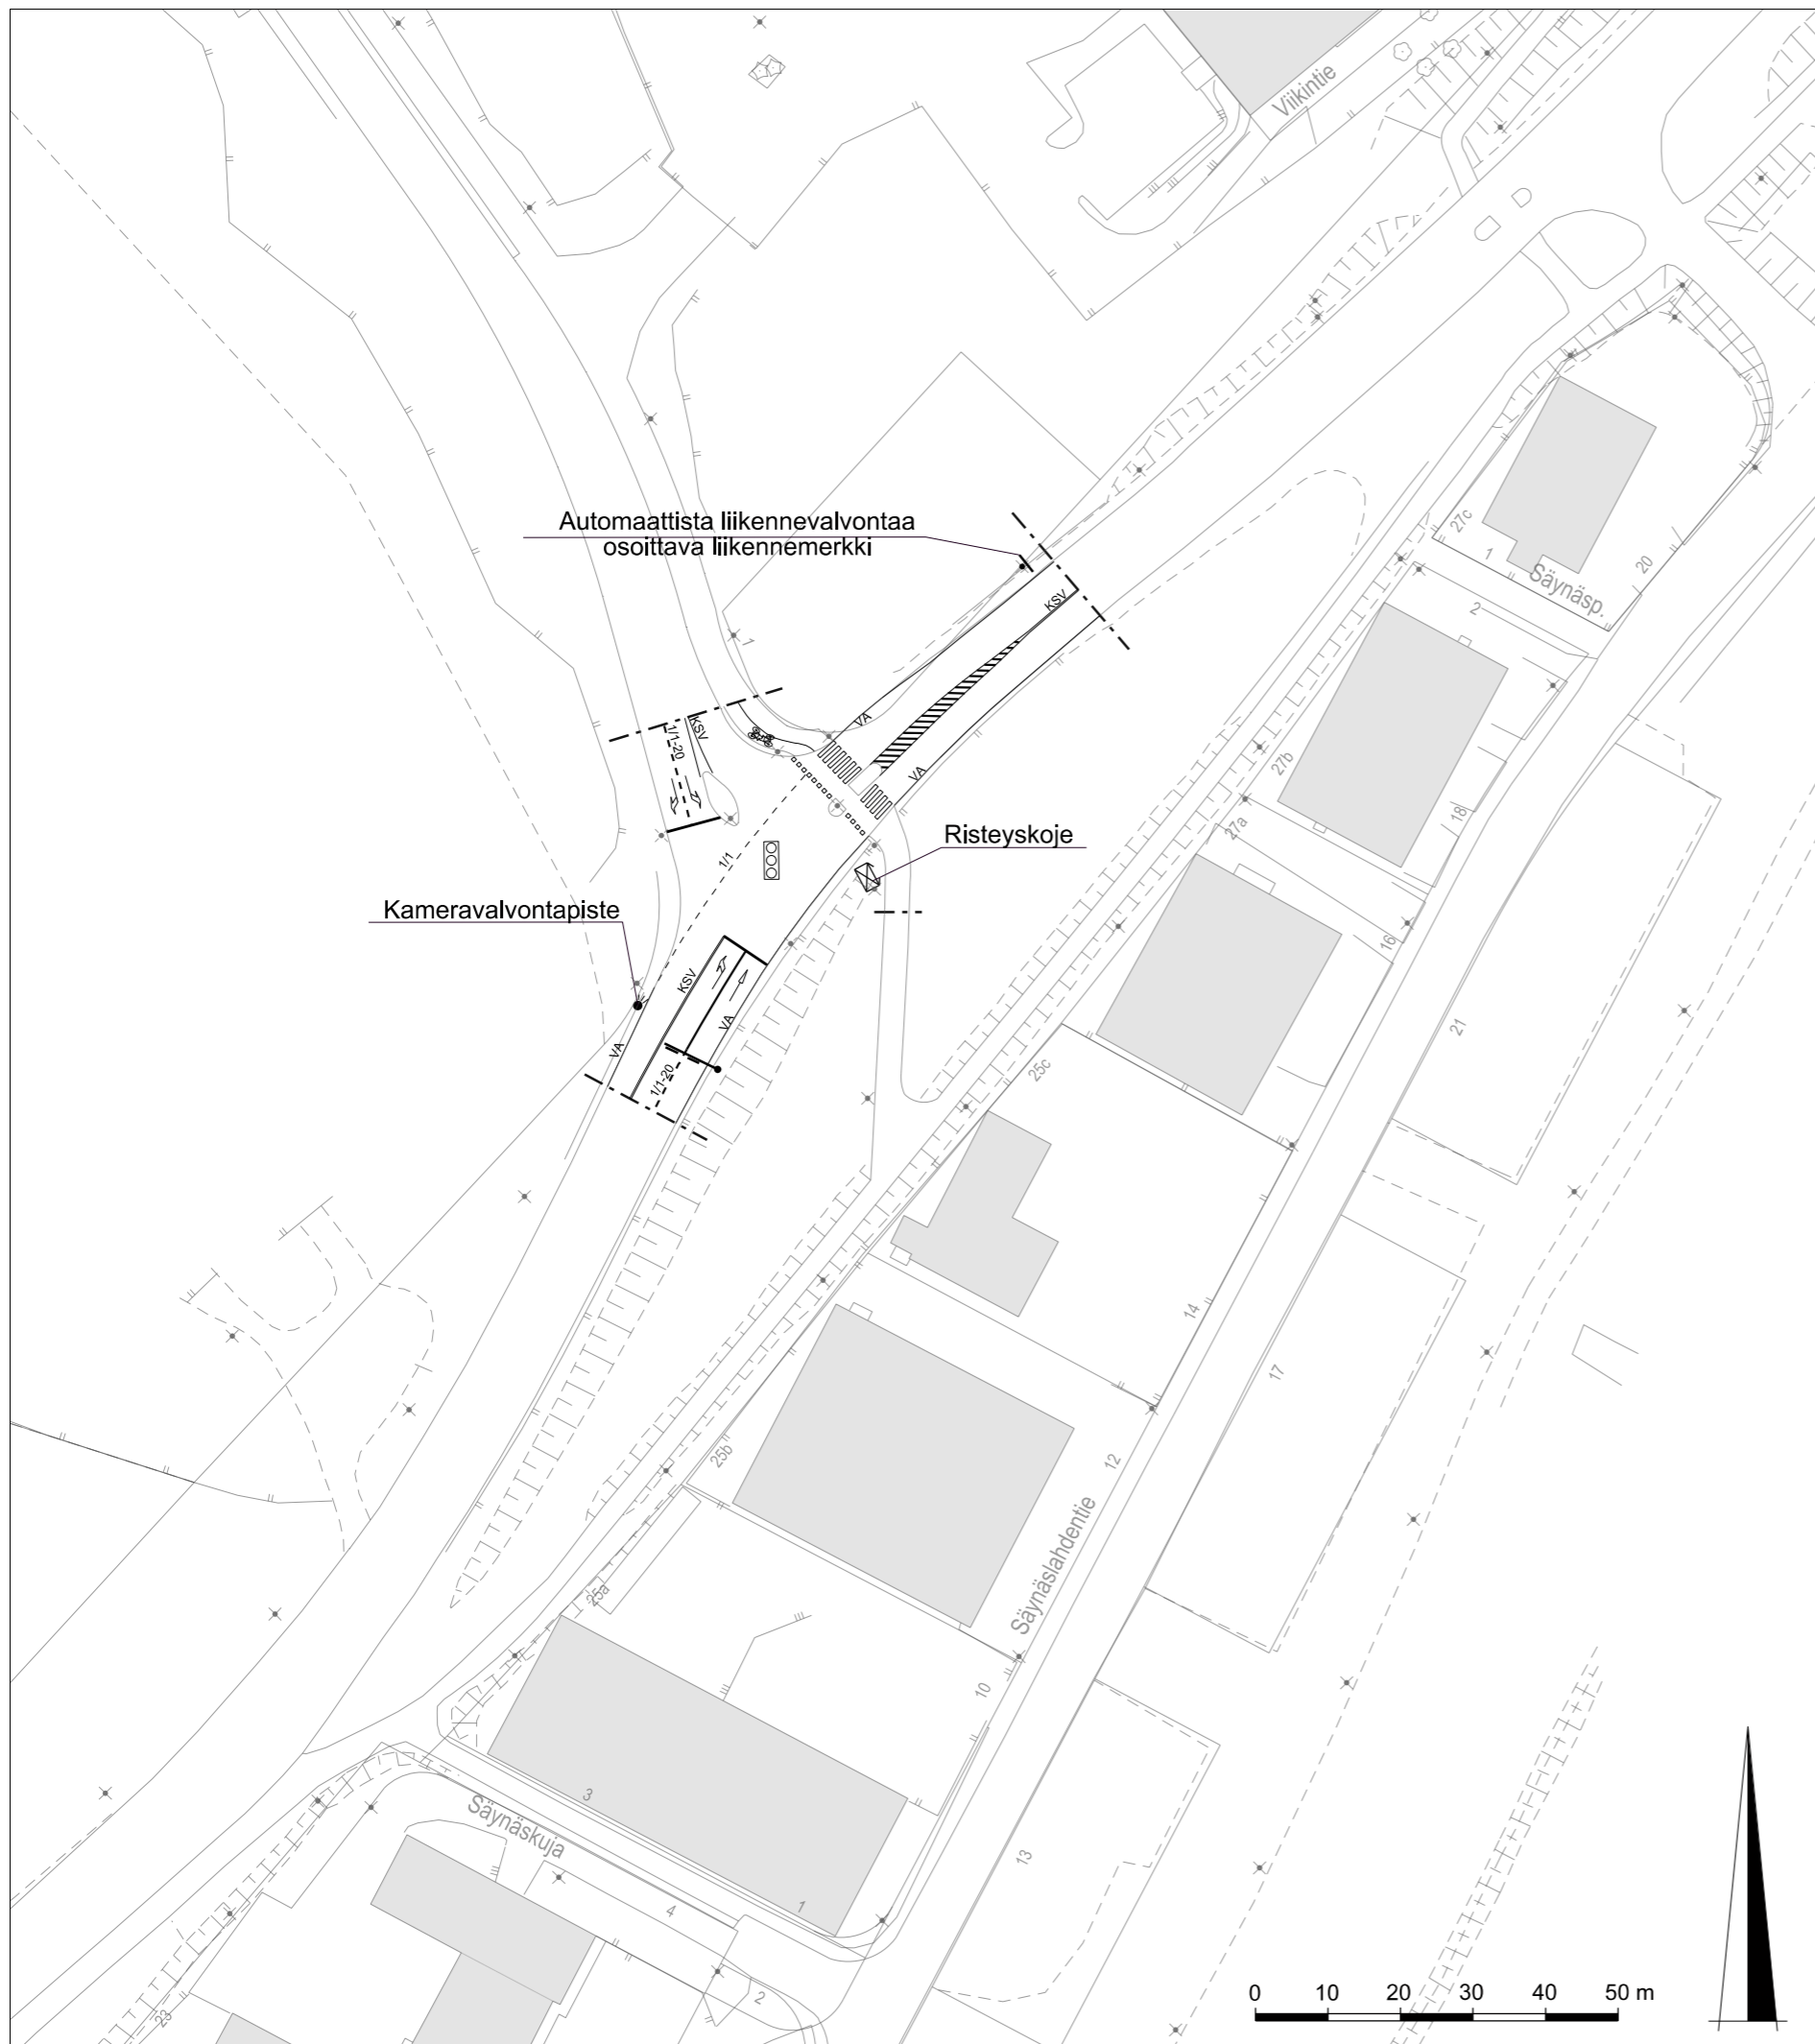 Viikintie
27c
1
Säynäsp.
20
Automaattista liikennevalvontaa
osoittava liikennemerkki
KSV
2
1
VA
KSV
1/1-20
27b
VA
18
27a
Risteyskoje
1/1
Kameravalvontapiste
16
KSV
VA
21
VA
1/1-20
25c
14
17
25b
12
Säynäslahdentie
25a
10
3
Säynäskuja
13
1
4
2
23
0 10 20 30 40 50 m